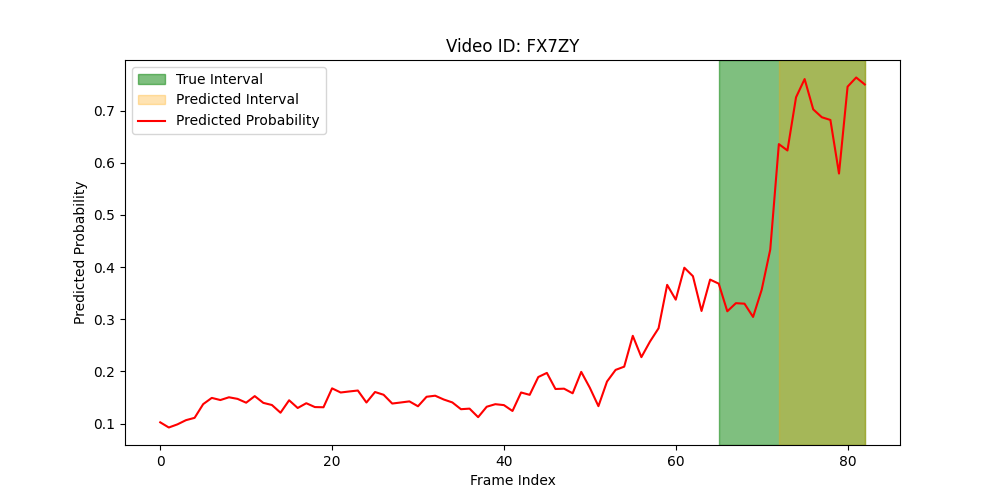 Video ID: FX7ZY
True Interval
Predicted Interval
Predicted Probability
Predicted Probability
0.7
0.6
0.5
0.4
0.3
0.2
0.1
0 20 40 60 80
Frame Index